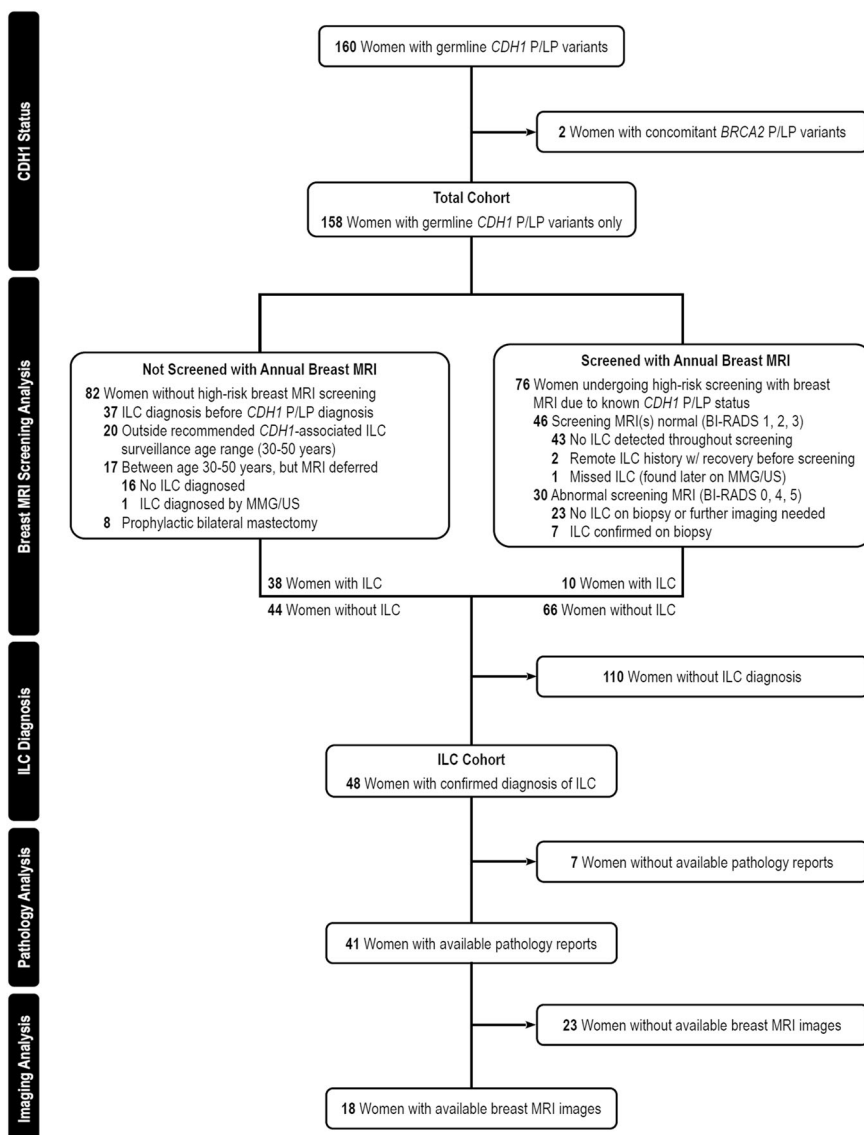 CDH1 Status
160 Women with germline CDH1 P/LP variants
2 Women with concomitant BRCA2 P/LP variants
Total Cohort
158 Women with germline CDH1 P/LP variants only
Breast MRI Screening Analysis
Not Screened with Annual Breast MRI
82 Women without high-risk breast MRI screening
37 ILC diagnosis before CDH1 P/LP diagnosis
20 Outside recommended CDH1-associated ILC
surveillance age range (30-50 years)
17 Between age 30-50 years, but MRI deferred
16 No ILC diagnosed
1 ILC diagnosed by MMG/US
8 Prophylactic bilateral mastectomy
Screened with Annual Breast MRI
76 Women undergoing high-risk screening with breast
MRI due to known CDH1 P/LP status
46 Screening MRI(s) normal (BI-RADS 1, 2, 3)
43 No ILC detected throughout screening
2 Remote ILC history w/ recovery before screening
1 Missed ILC (found later on MMG/US)
30 Abnormal screening MRI (BI-RADS 0, 4, 5)
23 No ILC on biopsy or further imaging needed
7 ILC confirmed on biopsy
38 Women with ILC
44 Women without ILC
10 Women with ILC
66 Women without ILC
ILC Diagnosis
110 Women without ILC diagnosis
ILC Cohort
48 Women with confirmed diagnosis of ILC
Pathology Analysis
7 Women without available pathology reports
41 Women with available pathology reports
Imaging Analysis
23 Women without available breast MRI images
18 Women with available breast MRI images